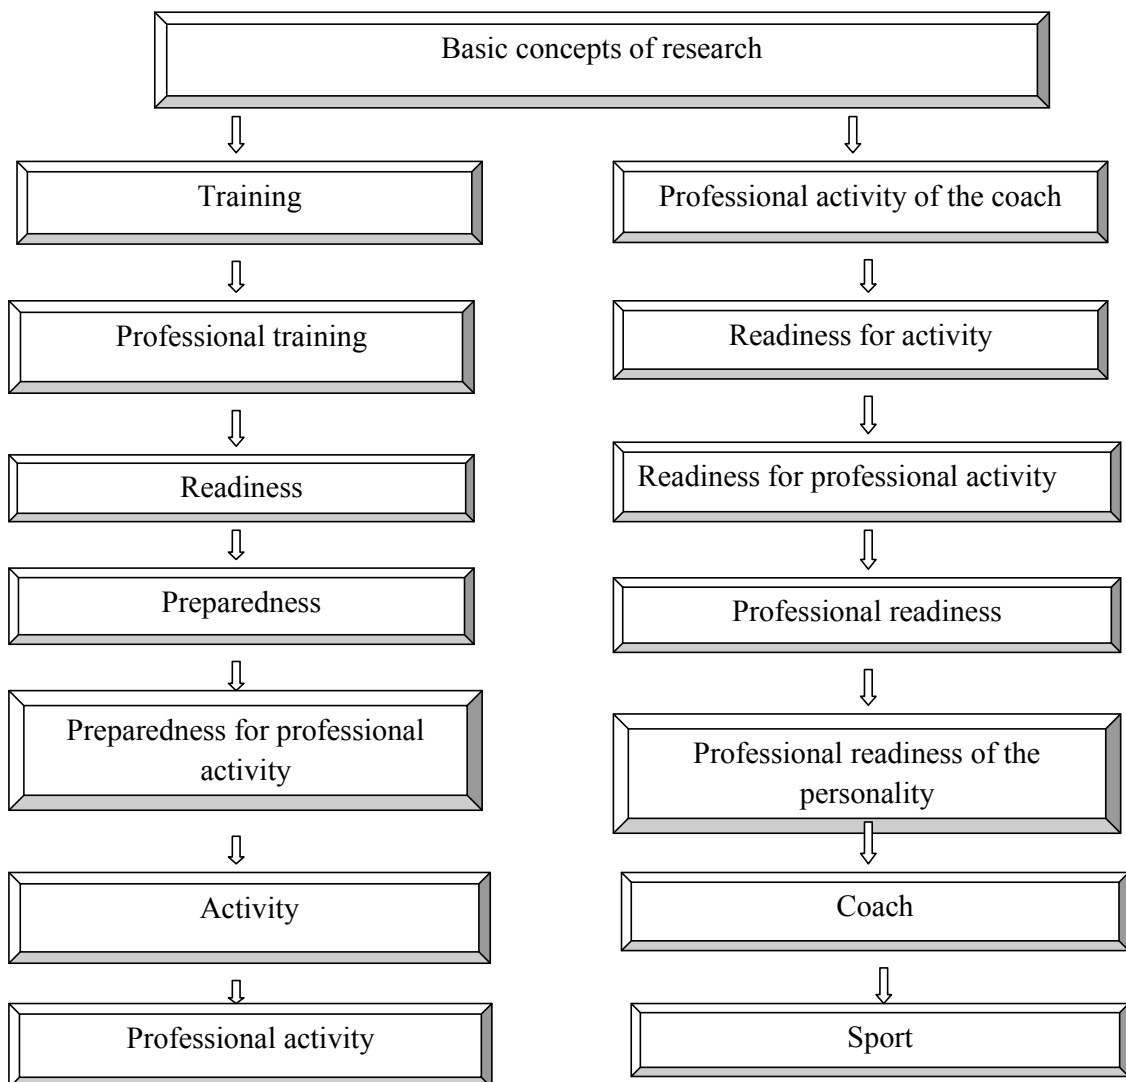 Basic concepts of research
Training
Professional training
Readiness
Preparedness
Preparedness for professional
activity
Activity
Professional activity
Professional activity of the coach
Readiness for activity
Readiness for professional activity
Professional readiness
Professional readiness of the
personality
Coach
Sport